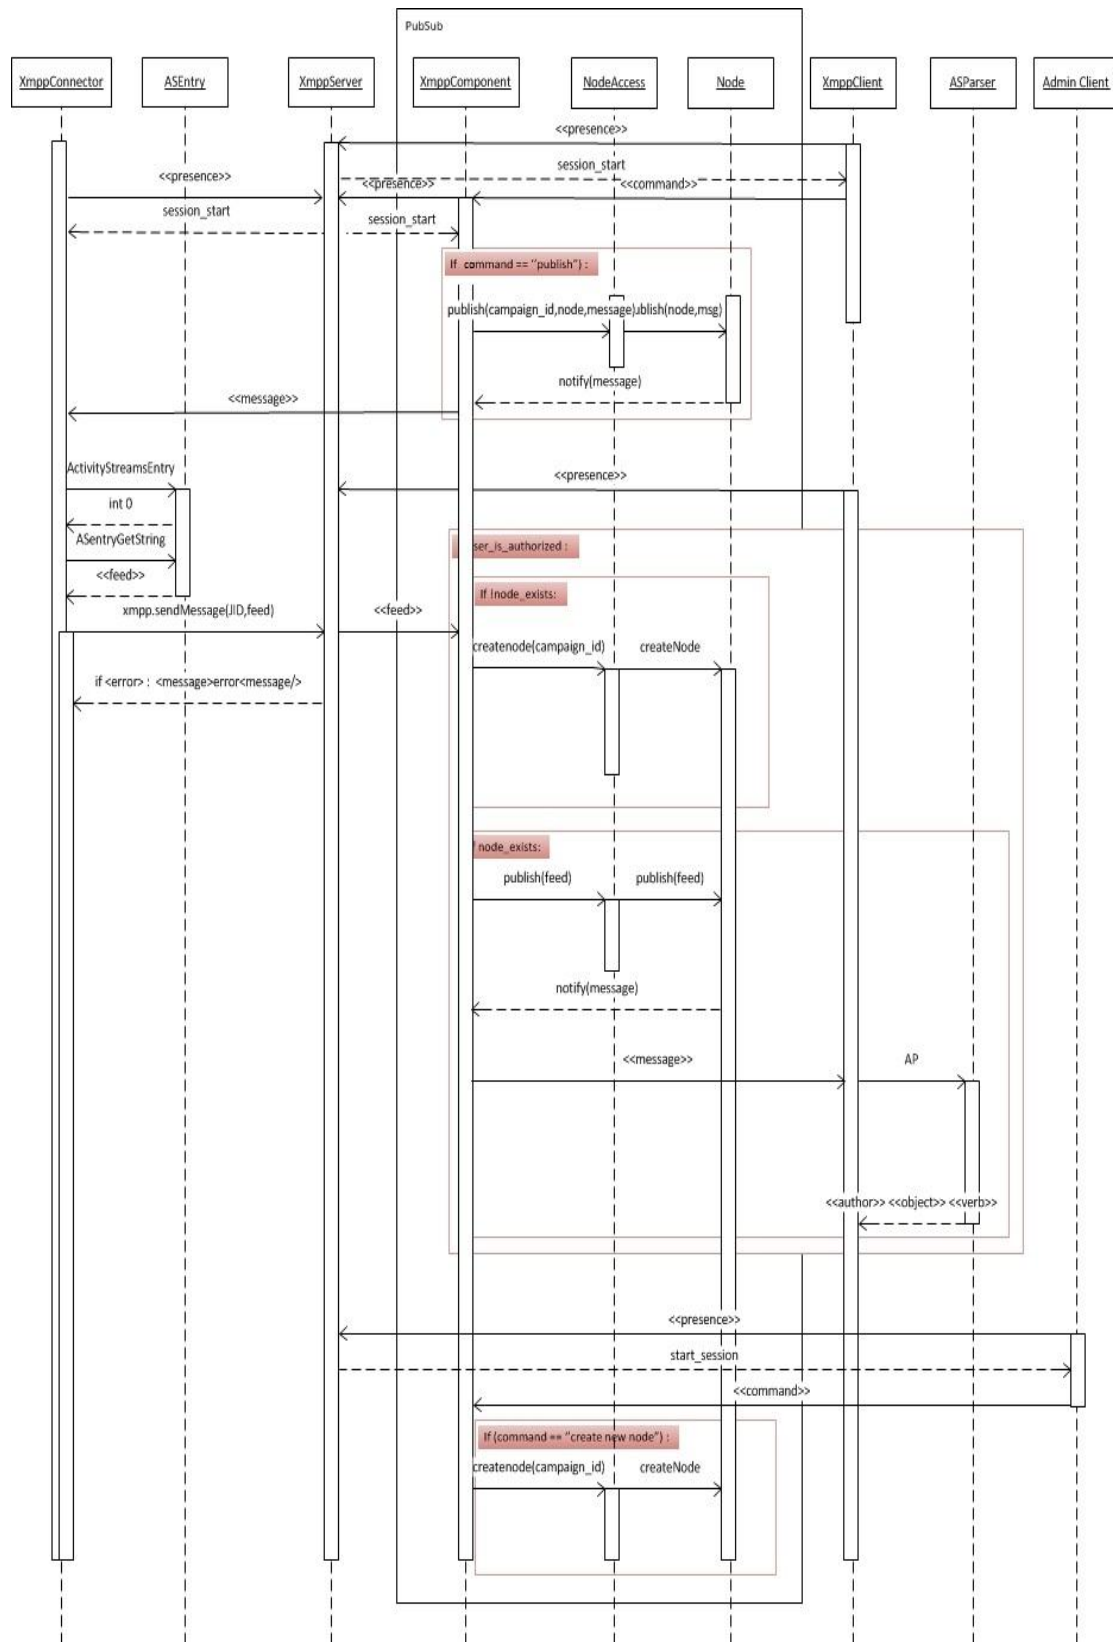 PubSub
XmppConnector
ASEntry
XmppServer
XmppComponent
NodeAccess
Node
XmppClient
ASParser
Admin Client
<<presence>>
session_start
<<presence>>
<<presence>>
<<command>>
session_start
session_start
If command == "publish") :
publish(campaign_id,node,message)
ublish(node,msg)
notify(message)
<<message>>
ActivityStreamsEntry
<<presence>>
int 0
ASentryGetString
ser_is_authorized :
<<feed>>
If !node_exists:
xmpp.sendMessage(JID,feed)
<<feed>>
createnode(campaign_id)
createNode
if <error> : <message>error<message/>
node_exists:
publish(feed)
publish(feed)
notify(message)
<<message>>
AP
<<author>> <<object>> <<verb>>
<<presence>>
start_session
<<command>>
If (command == "create new node") :
createnode(campaign_id)
createNode